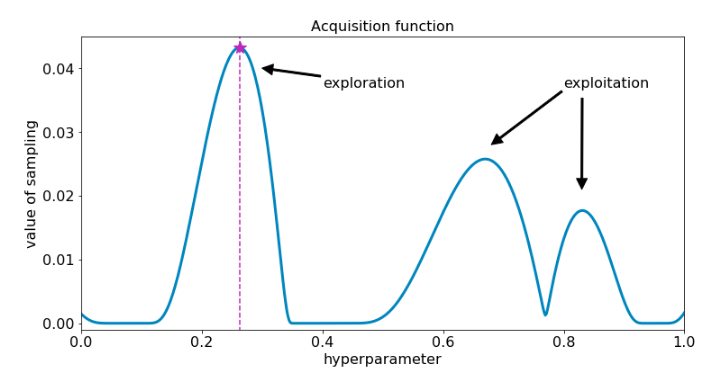 Acquisition function
value of sampling
0.04
0.03
0.02
0.01
0.00
exploration
exploitation
0.0 0.2 0.4 0.6 0.8 1.0
hyperparameter